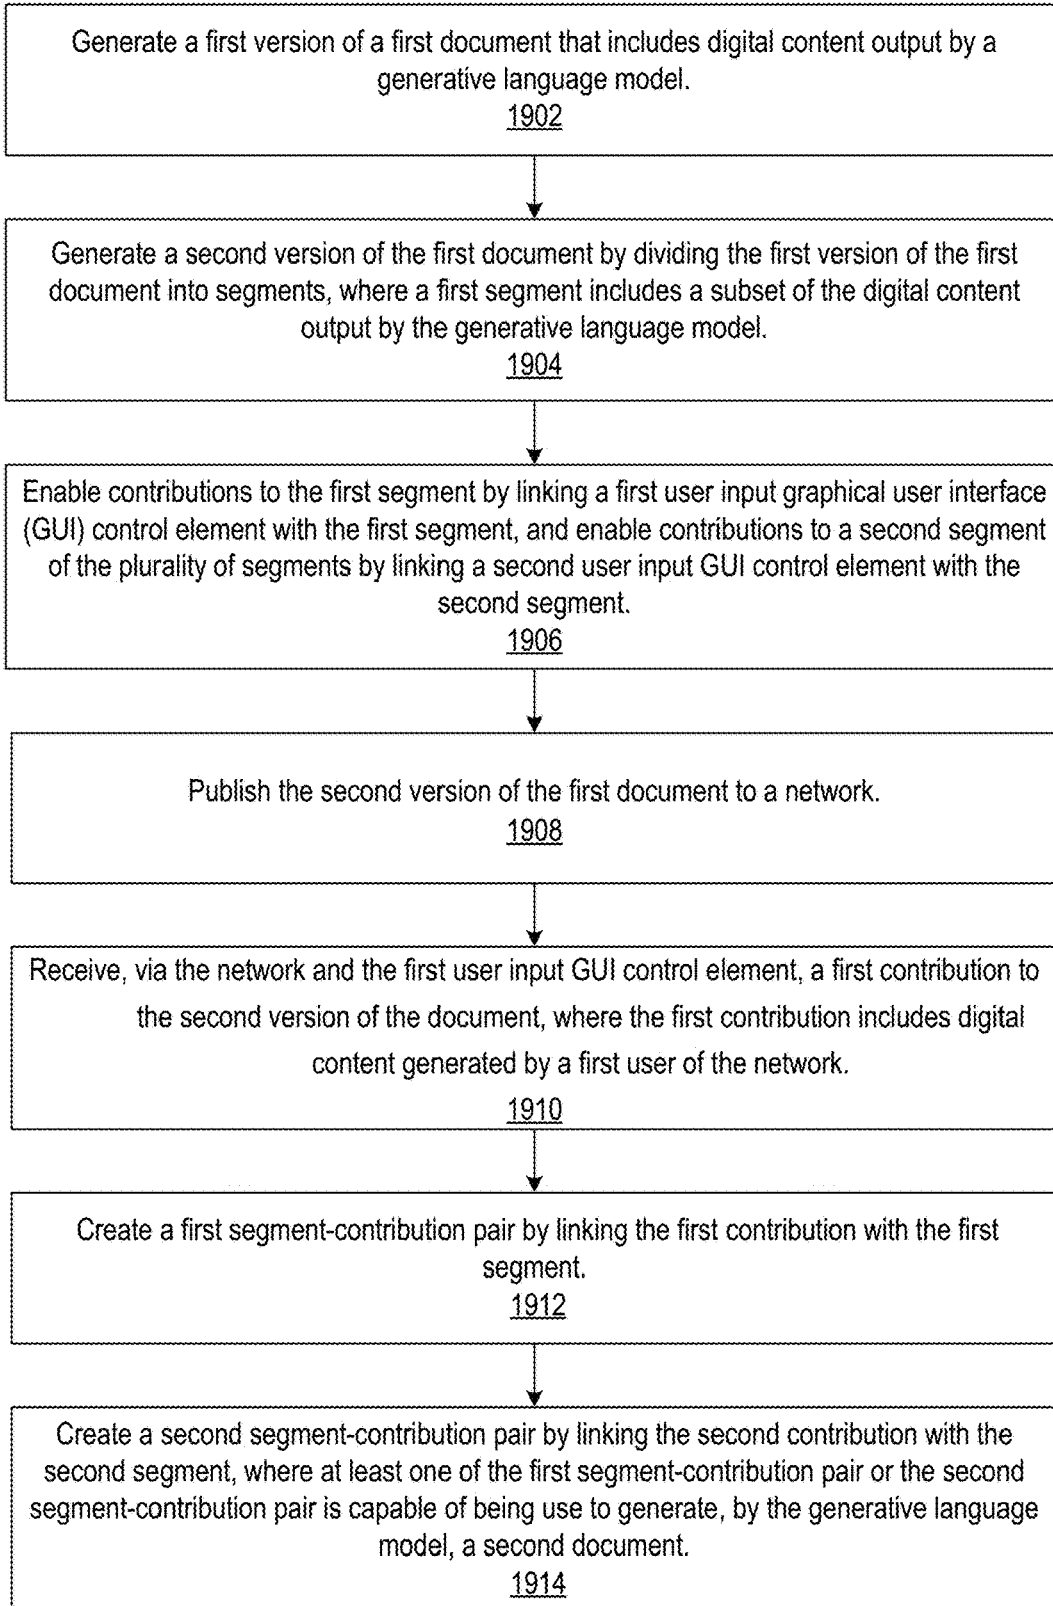 Generate a first version of a first document that includes digital content output by a
generative language model.
1902
Generate a second version of the first document by dividing the first version of the first
document into segments, where a first segment includes a subset of the digital content
output by the generative language model.
1904
Enable contributions to the first segment by linking a first user input graphical user interface
(GUI) control element with the first segment, and enable contributions to a second segment
of the plurality of segments by linking a second user input GUI control element with the
second segment.
1906
Publish the second version of the first document to a network.
1908
Receive, via the network and the first user input GUI control element, a first contribution to
the second version of the document, where the first contribution includes digital
content generated by a first user of the network.
1910
Create a first segment-contribution pair by linking the first contribution with the first
segment.
1912
Create a second segment-contribution pair by linking the second contribution with the
second segment, where at least one of the first segment-contribution pair or the second
segment-contribution pair is capable of being use to generate, by the generative language
model, a second document.
1914